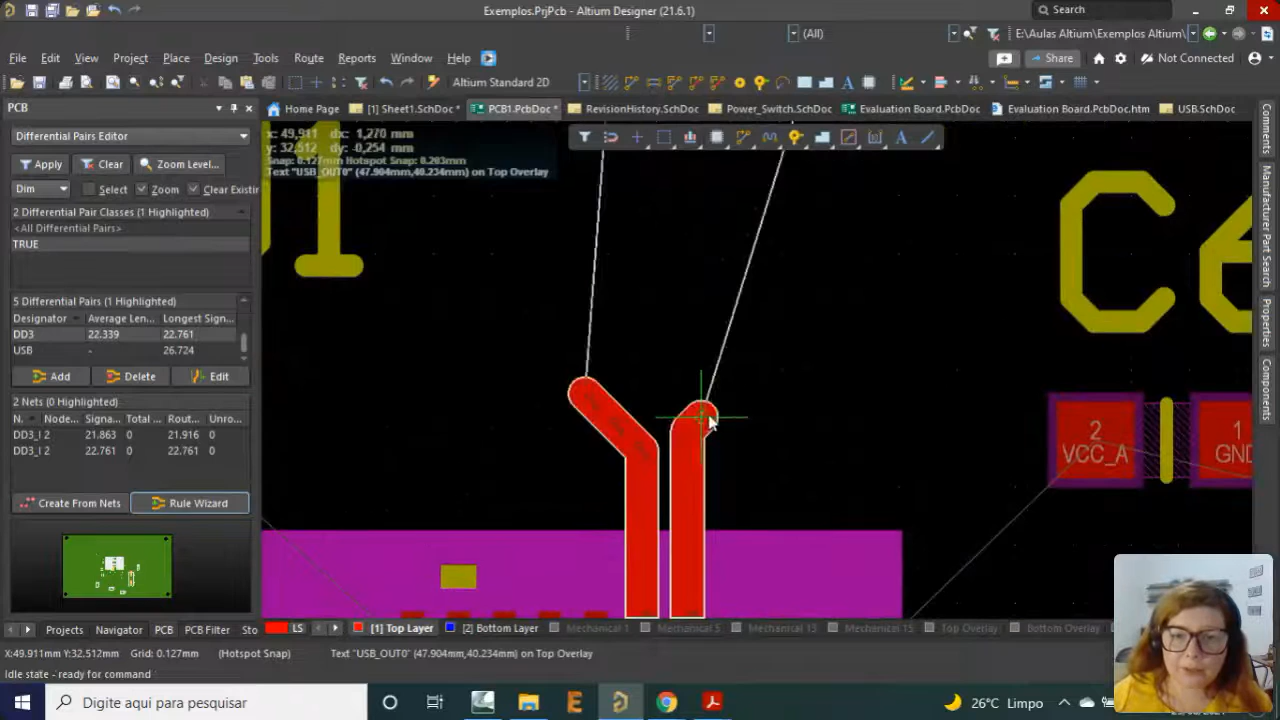 Exemplos.PrjPcb - Altium Designer (21.6.1)
Search
(All)
E:\Aulas Altium\Exemplos Altium\
File Edit View Project Place Design Tools Route Reports Window
Share Not Connected
Altium Standard 2D
PCB
Home Page [1] Sheet1.SchDoc * PCB1.PcbDoc * RevisionHistory.SchDoc Power_Switch.SchDoc Evaluation Board.PcbDoc Evaluation Board.PcbDoc.htm USB.SchDoc
Differential Pairs Editor
Apply Clear Zoom Level...
Dim Select Zoom Clear Existin
2 Differential Pair Classes (1 Highlighted)
<All Differential Pairs>
TRUE
5 Differential Pairs (1 Highlighted)
Designator Average Len... Longest Sign...
DD3 22.339 22.761
USB - 26.724
Add Delete Edit
2 Nets (0 Highlighted)
N. Node... Signa... Rout... Unro...
DD3_I 2 21.863 21.916 0
DD3_I 2 22.761 22.761 0
Create From Nets Rule Wizard
x: 49,911 dx: 1,270 mm
y: 32,512 dy: -0,254 mm
Snap: 0.127mm Hotspot Snap: 0.203mm
Text "USB_OUT0" (47.904mm,40.234mm) on Top Overlay
2
VCC_A
1
GND
Comments
Manufacturer Part Search
Properties
Components
Projects Navigator PCB PCB Filter Sto
LS [1] Top Layer [2] Bottom Layer Mechanical 1 Mechanical 5 Mechanical 13 Mechanical 15 Top Overlay Bottom Overlay
X:49.911mm Y:32.512mm Grid: 0.127mm (Hotspot Snap) Text "USB_OUT0" (47.904mm,40.234mm) on Top Overlay
Idle state - ready for command
Digite aqui para pesquisar
26°C Limpo